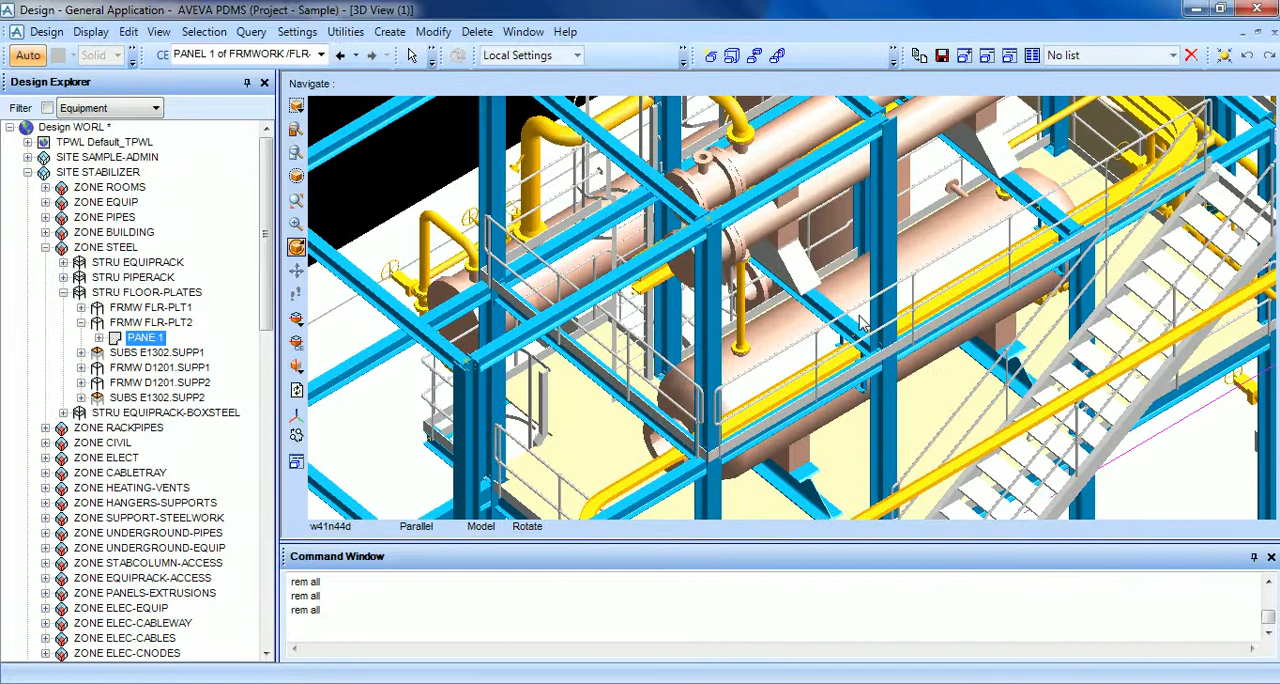 Design - General Application - AVEVA PDMS (Project - Sample) - [3D View (1)]
Design Display Edit View Selection Query Settings Utilities Create Modify Delete Window Help
Auto Solid CE PANEL 1 of FRMWORK /FLR- Local Settings No list
Design Explorer
Navigate :
Filter Equipment
Design WORL *
TPWL Default_TPWL
SITE SAMPLE-ADMIN
SITE STABILIZER
ZONE ROOMS
ZONE EQUIP
ZONE PIPES
ZONE BUILDING
ZONE STEEL
STRU EQUIPRACK
STRU PIPERACK
STRU FLOOR-PLATES
FRMW FLR-PLT1
FRMW FLR-PLT2
PANE 1
SUBS E1302.SUPP1
FRMW D1201.SUPP1
FRMW D1201.SUPP2
SUBS E1302.SUPP2
STRU EQUIPRACK-BOXSTEEL
ZONE RACKPIPES
ZONE CIVIL
ZONE ELECT
ZONE CABLETRAY
ZONE HEATING-VENTS
ZONE HANGERS-SUPPORTS
ZONE SUPPORT-STEELWORK
ZONE UNDERGROUND-PIPES
ZONE UNDERGROUND-EQUIP
ZONE STABCOLUMN-ACCESS
ZONE EQUIPRACK-ACCESS
ZONE PANELS-EXTRUSIONS
ZONE ELEC-EQUIP
ZONE ELEC-CABLEWAY
ZONE ELEC-CABLES
ZONE ELEC-CNODES
w41n44d Parallel Model Rotate
Command Window
rem all
rem all
rem all